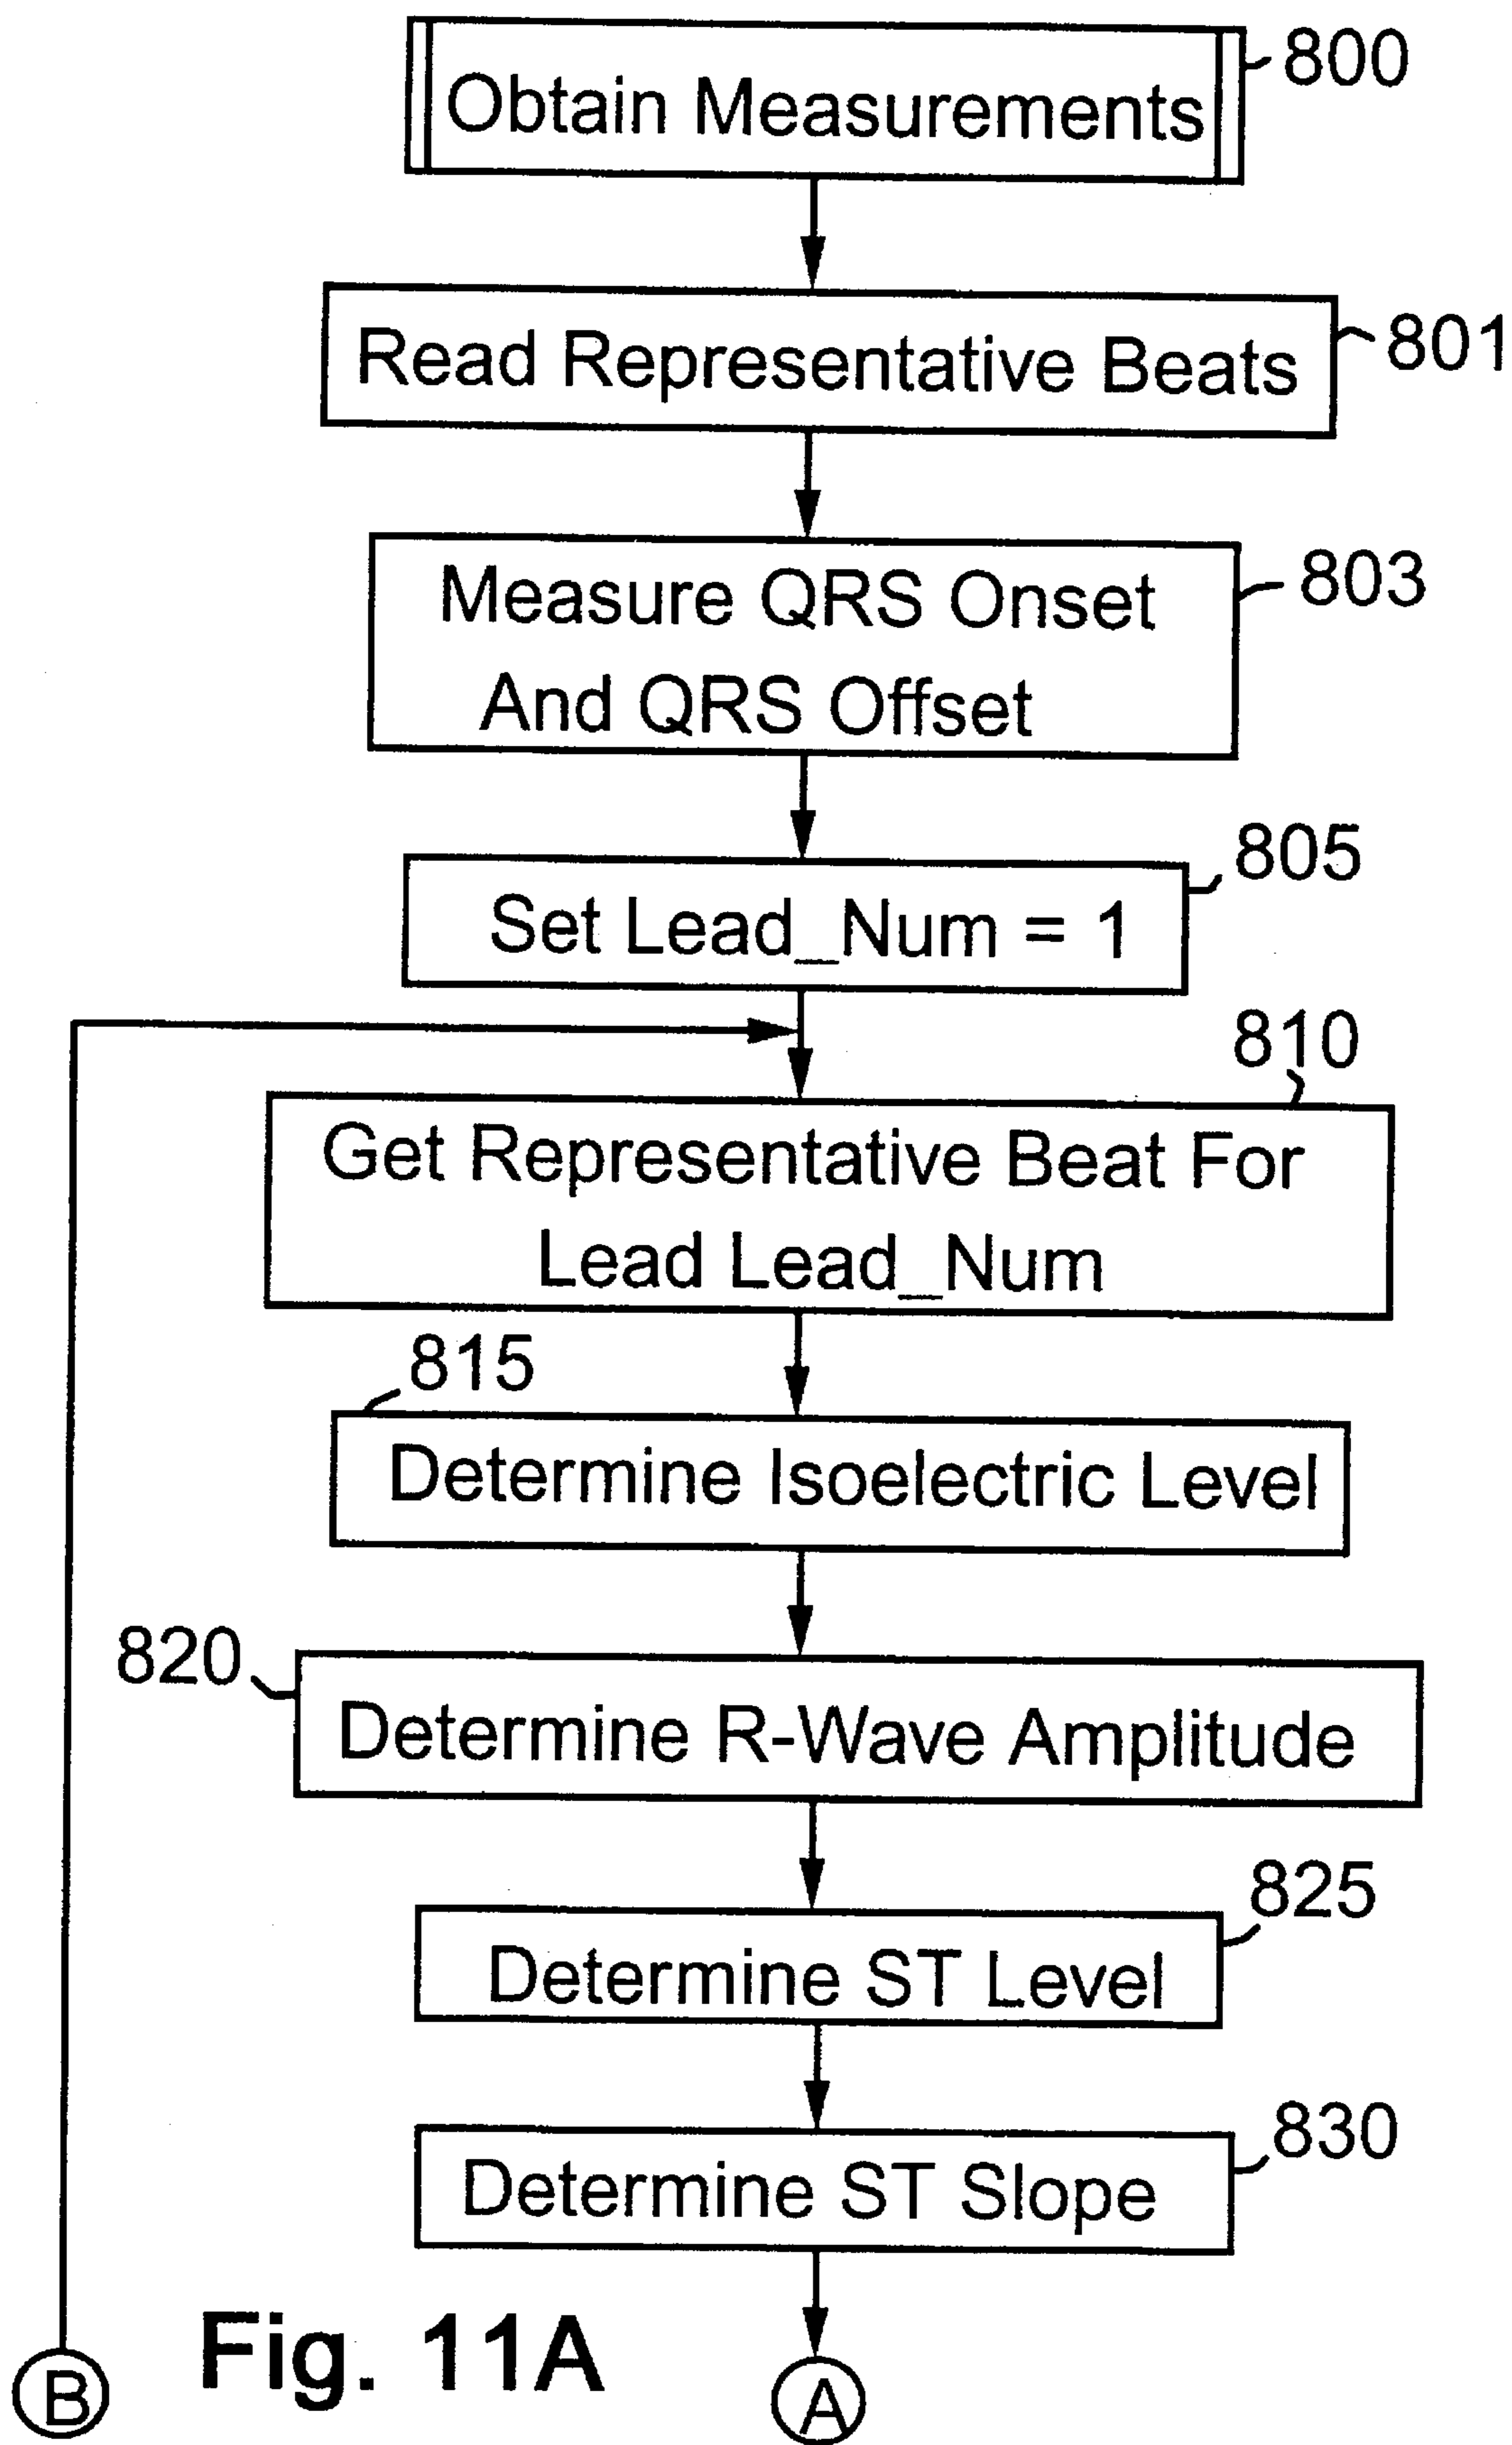 Obtain Measurements
800
Read Representative Beats
801
Measure QRS Onset
And QRS Offset
803
Set Lead_Num = 1
805
810
Get Representative Beat For
Lead Lead_Num
815
Determine Isoelectric Level
820
Determine R-Wave Amplitude
825
Determine ST Level
830
Determine ST Slope
B
Fig. 11A
A